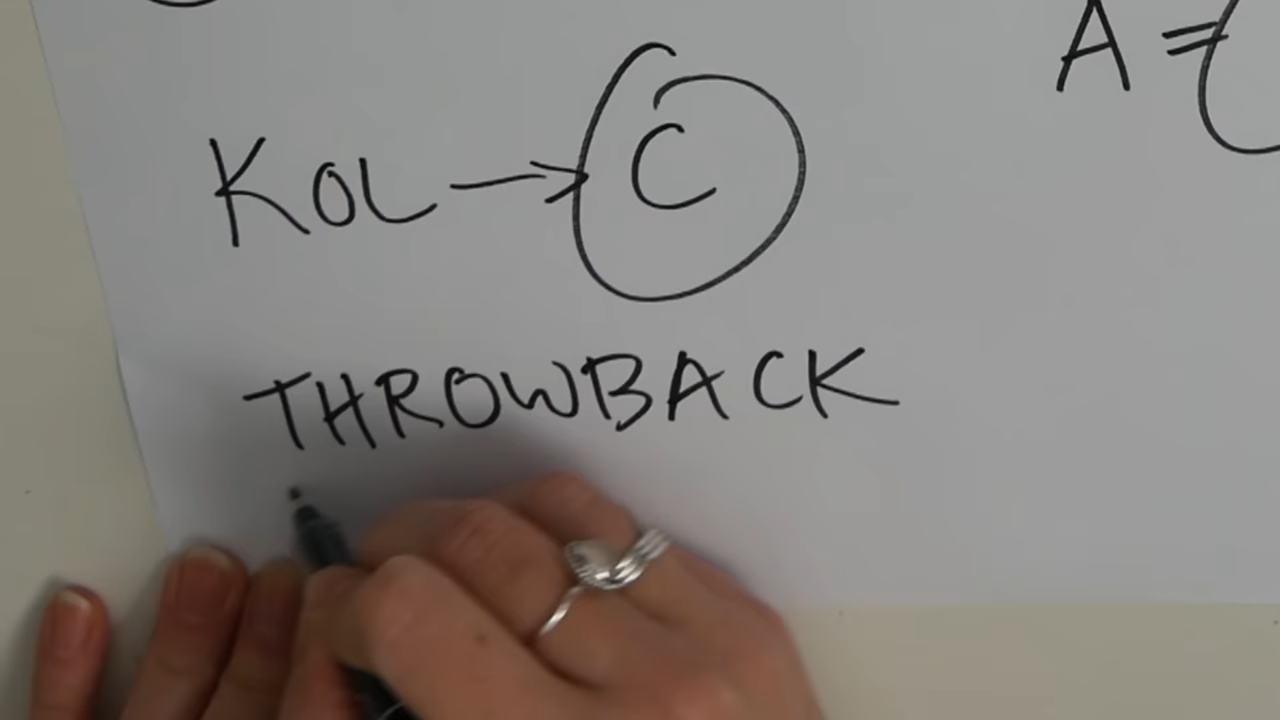 A =
KOL → C
THROWBACK